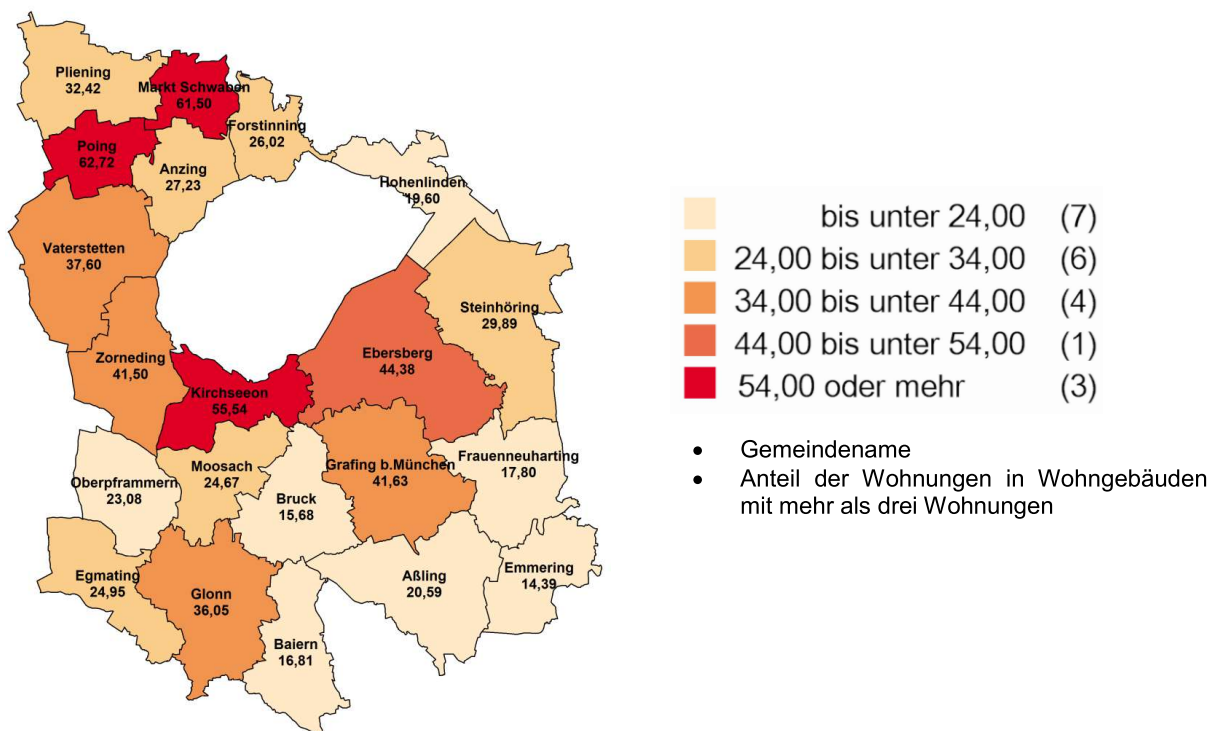 Pliening
32,42
Markt Schwaben
61,50
Forstinning
26,02
Poing
62,72
Anzing
27,23
Hohenlinden
19,60
Vaterstetten
37,60
Steinhöring
29,89
Zorneding
41,50
Ebersberg
44,38
Kirchseeon
55,54
Oberpframmern
23,08
Moosach
24,67
Bruck
15,68
Grafing b.München
41,63
Frauenneuharting
17,80
Egmating
24,95
Glonn
36,05
Baiern
16,81
Aßling
20,59
Emmering
14,39
bis unter 24,00 (7)
24,00 bis unter 34,00 (6)
34,00 bis unter 44,00 (4)
44,00 bis unter 54,00 (1)
54,00 oder mehr (3)
• Gemeindename
• Anteil der Wohnungen in Wohngebäuden
mit mehr als drei Wohnungen